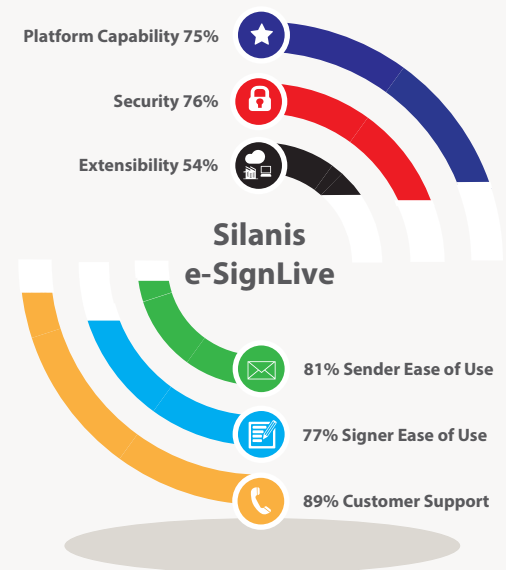 Platform Capability 75%
Security 76%
Extensibility 54%
Silanis
e-SignLive
81% Sender Ease of Use
77% Signer Ease of Use
89% Customer Support